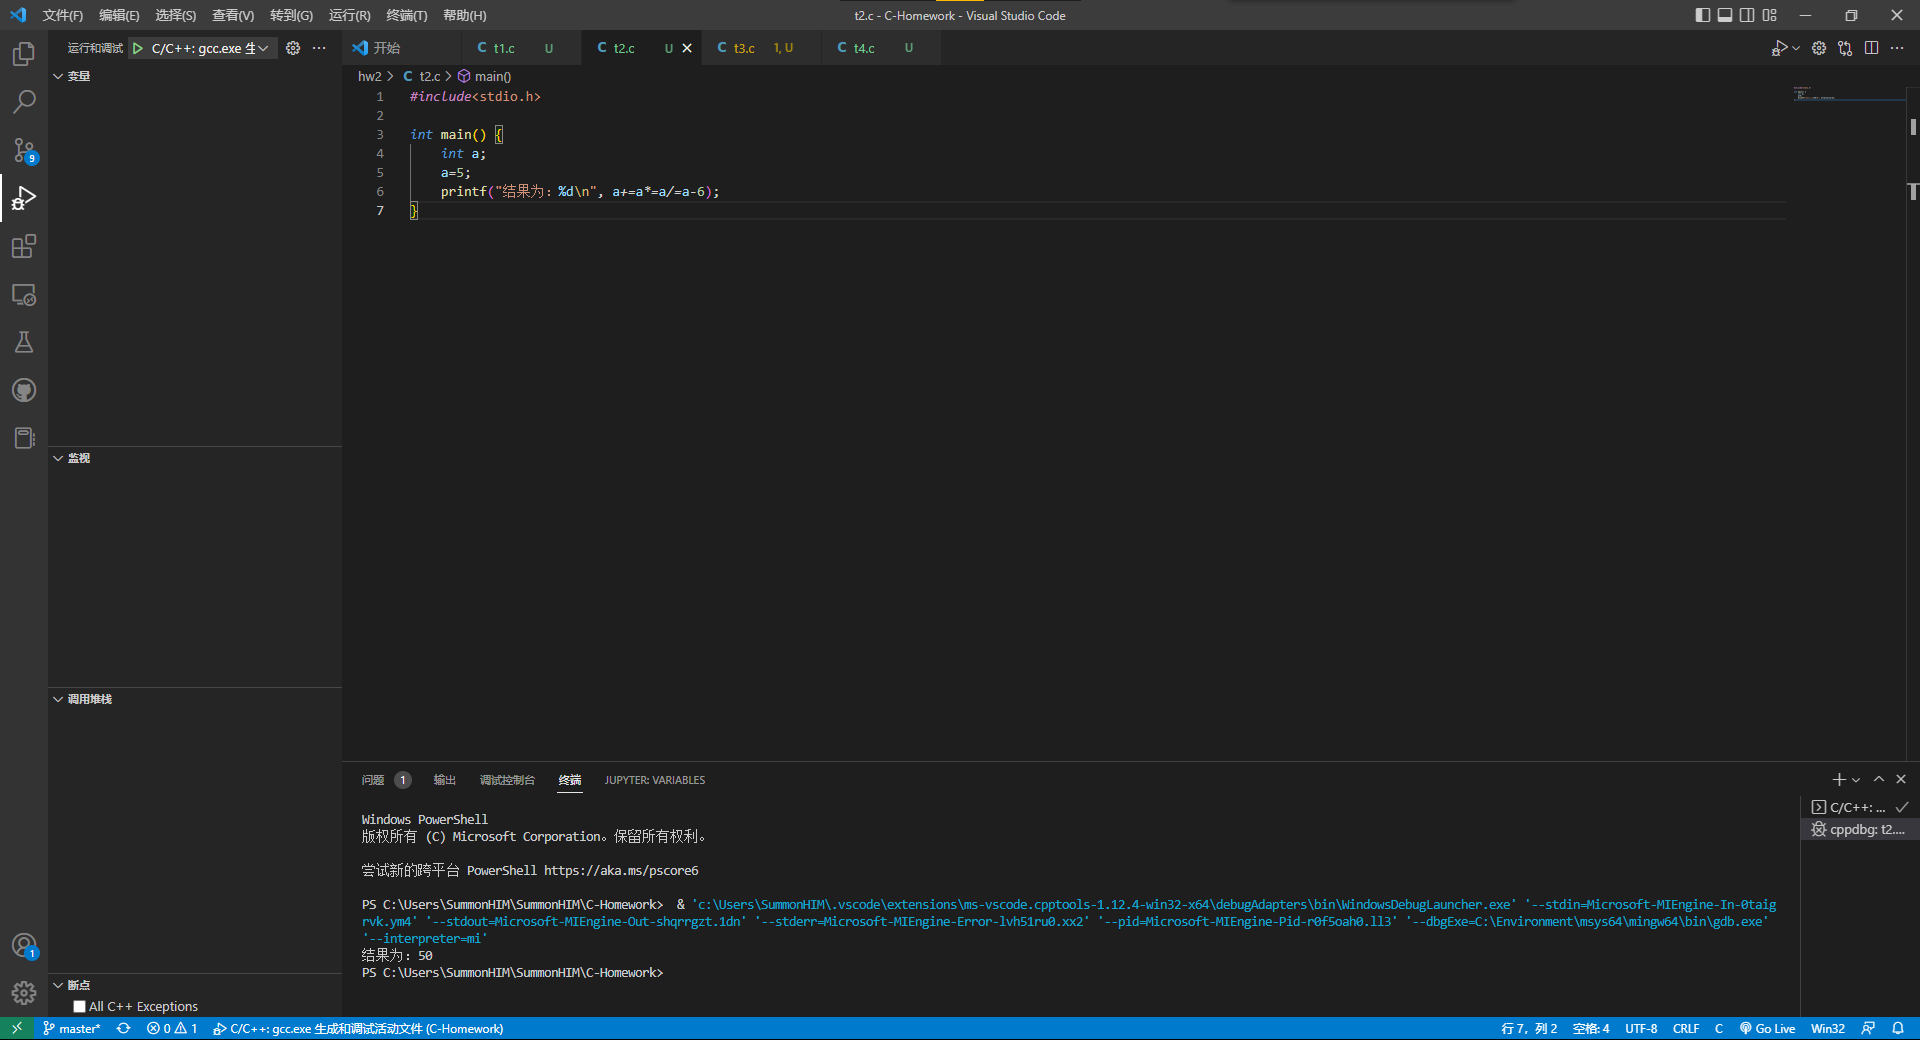 文件(F) 编辑(E) 选择(S) 查看(V) 转到(G) 运行(R) 终端(T) 帮助(H) t2.c - C-Homework - Visual Studio Code
运行和调试 C/C++: gcc.exe 生 ···
开始 t1.c U t2.c U t3.c 1, U t4.c U
变量
hw2 > C t2.c > main()
1 #include<stdio.h>
2
3 int main() {
4 int a;
5 a=5;
6 printf("结果为：%d\n", a+=a*=a/=a-6);
7 }
9
监视
调用堆栈
断点
All C++ Exceptions
1
问题 1 输出 调试控制台 终端 JUPYTER: VARIABLES
C/C++: ...
cppdbg: t2....
Windows PowerShell
版权所有 (C) Microsoft Corporation。保留所有权利。
尝试新的跨平台 PowerShell https://aka.ms/pscore6
PS C:\Users\SummonHIM\SummonHIM\C-Homework> & 'c:\Users\SummonHIM\.vscode\extensions\ms-vscode.cpptools-1.12.4-win32-x64\debugAdapters\bin\WindowsDebugLauncher.exe' '--stdin=Microsoft-MIEngine-In-0taig
rvk.ym4' '--stdout=Microsoft-MIEngine-Out-shqrrgzt.1dn' '--stderr=Microsoft-MIEngine-Error-lvh51ru0.xx2' '--pid=Microsoft-MIEngine-Pid-r0f5oah0.ll3' '--dbgExe=C:\Environment\msys64\mingw64\bin\gdb.exe'
'--interpreter=mi'
结果为：50
PS C:\Users\SummonHIM\SummonHIM\C-Homework>
master* 0 1 C/C++: gcc.exe 生成和调试活动文件 (C-Homework) 行 7，列 2 空格: 4 UTF-8 CRLF C Go Live Win32